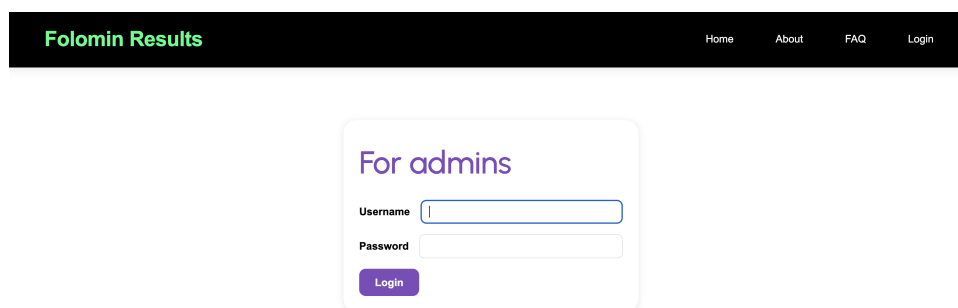 Folomin Results
Home About FAQ Login
For admins
Username
Password
Login